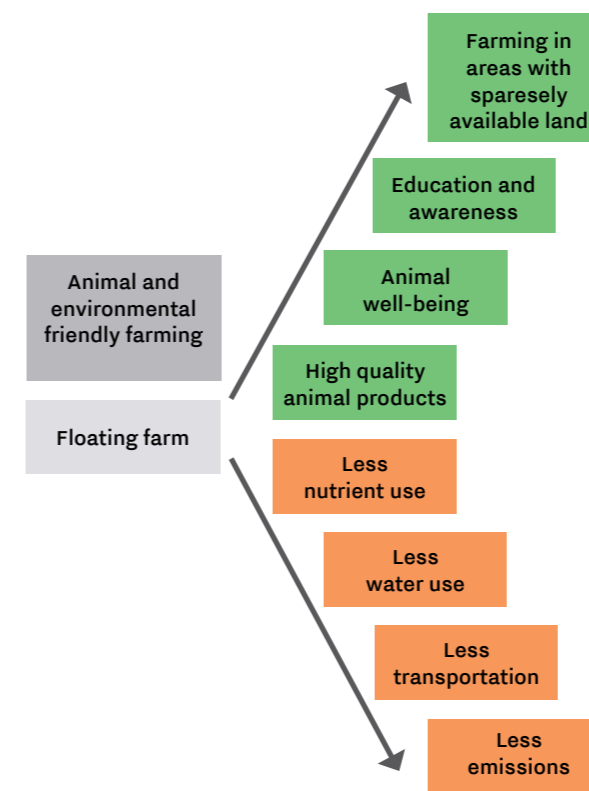 Farming in
areas with
sparesely
available land
Education and
awareness
Animal
well-being
Animal and
environmental
friendly farming
High quality
animal products
Floating farm
Less
nutrient use
Less
water use
Less
transportation
Less
emissions